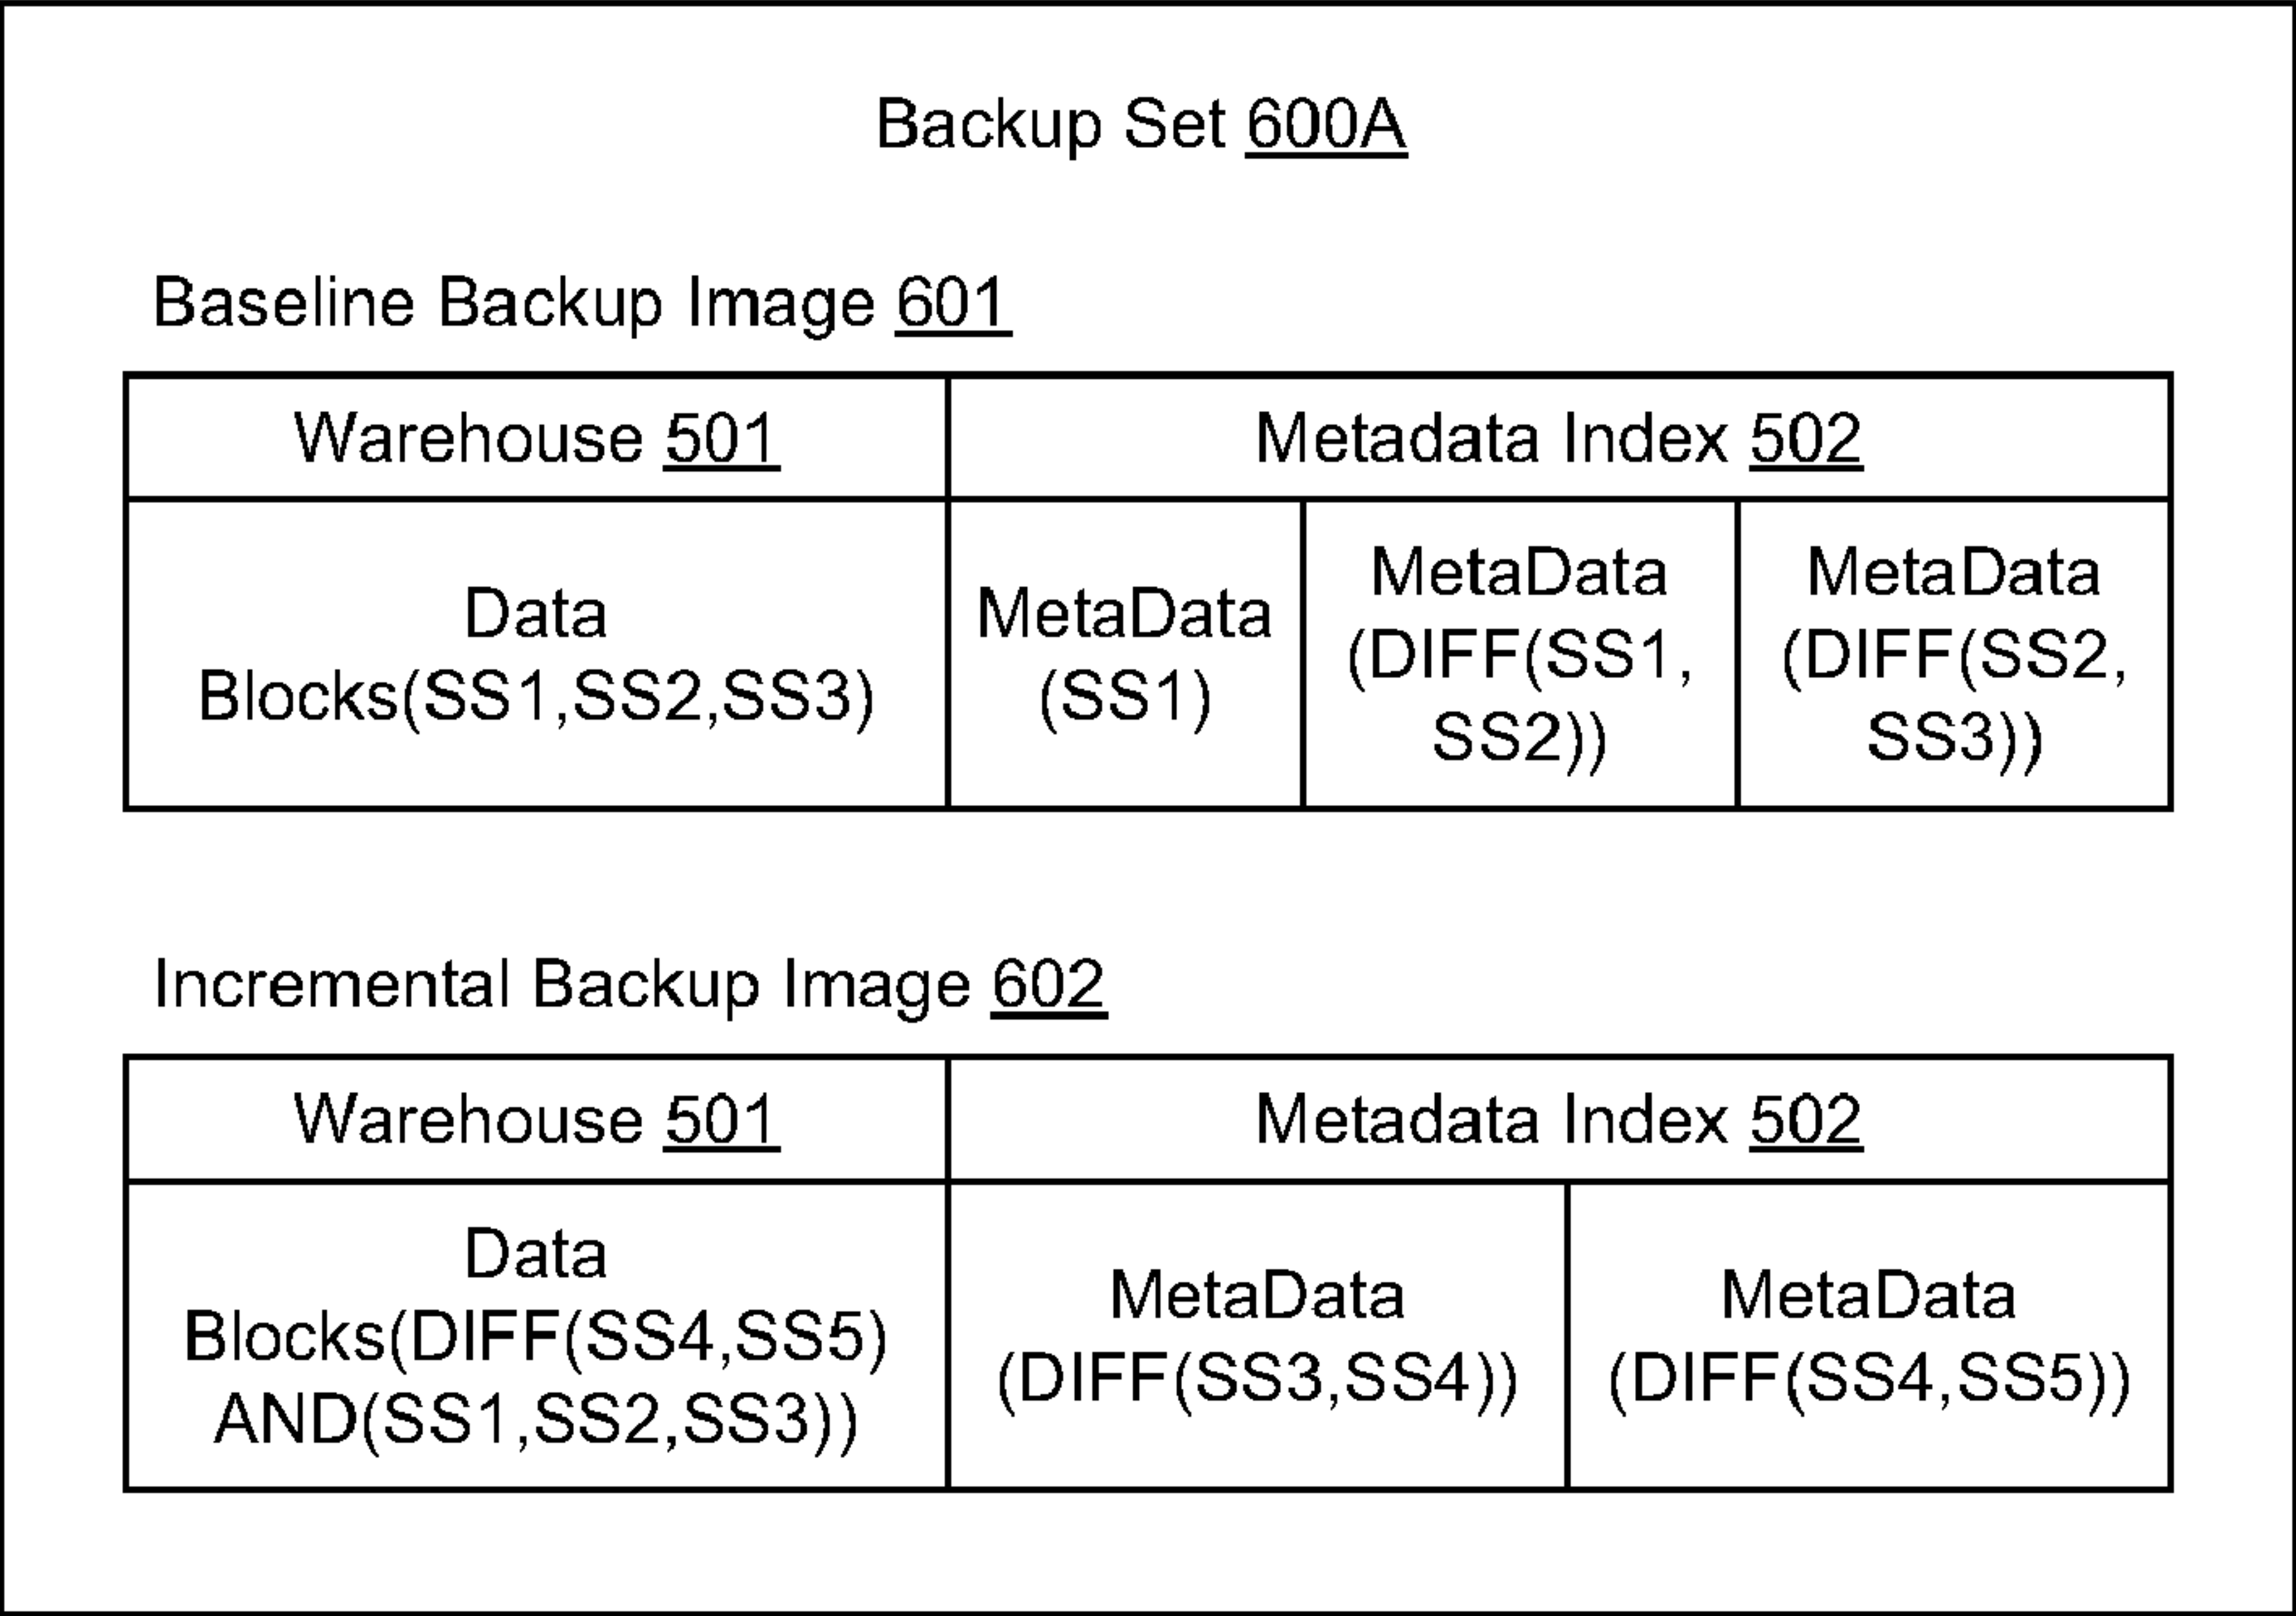 Backup Set 600A
Baseline Backup Image 601
Warehouse 501
Metadata Index 502
Data
Blocks(SS1,SS2,SS3)
MetaData
(SS1)
MetaData
(DIFF(SS1,
SS2))
MetaData
(DIFF(SS2,
SS3))
Incremental Backup Image 602
Warehouse 501
Metadata Index 502
Data
Blocks(DIFF(SS4,SS5)
AND(SS1,SS2,SS3))
MetaData
(DIFF(SS3,SS4))
MetaData
(DIFF(SS4,SS5))